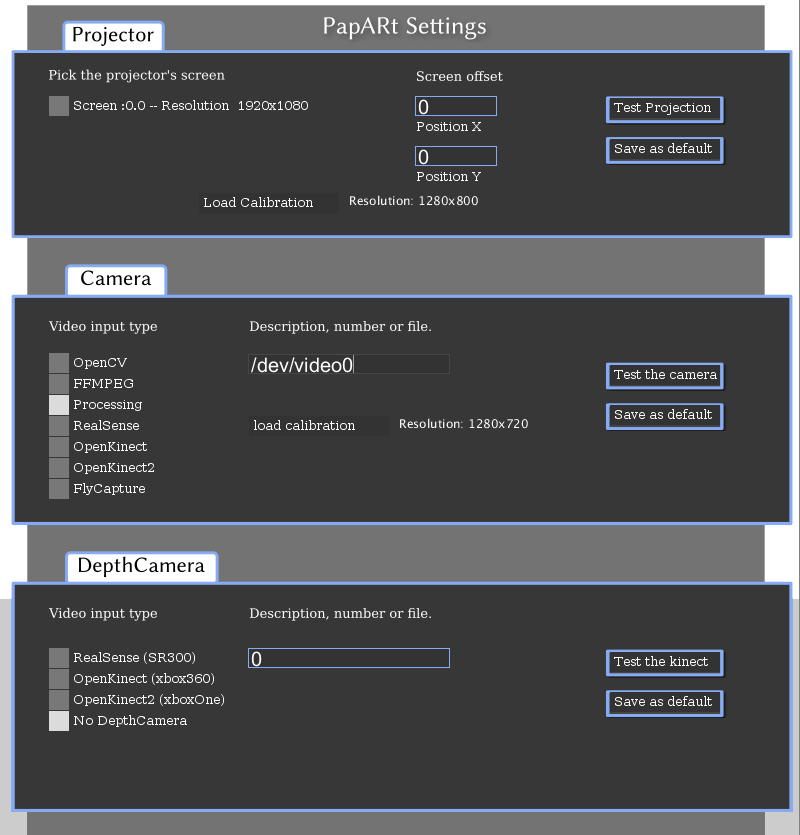 PapARt Settings
Projector
Pick the projector's screen
Screen offset
Screen :0.0 -- Resolution 1920x1080
0
Test Projection
Position X
Save as default
0
Position Y
Load Calibration
Resolution: 1280x800
Camera
Video input type
Description, number or file.
OpenCV
/dev/video0
FFMPEG
Test the camera
Processing
Save as default
RealSense
load calibration
Resolution: 1280x720
OpenKinect
OpenKinect2
FlyCapture
DepthCamera
Video input type
Description, number or file.
RealSense (SR300)
0
Test the kinect
OpenKinect (xbox360)
OpenKinect2 (xboxOne)
Save as default
No DepthCamera